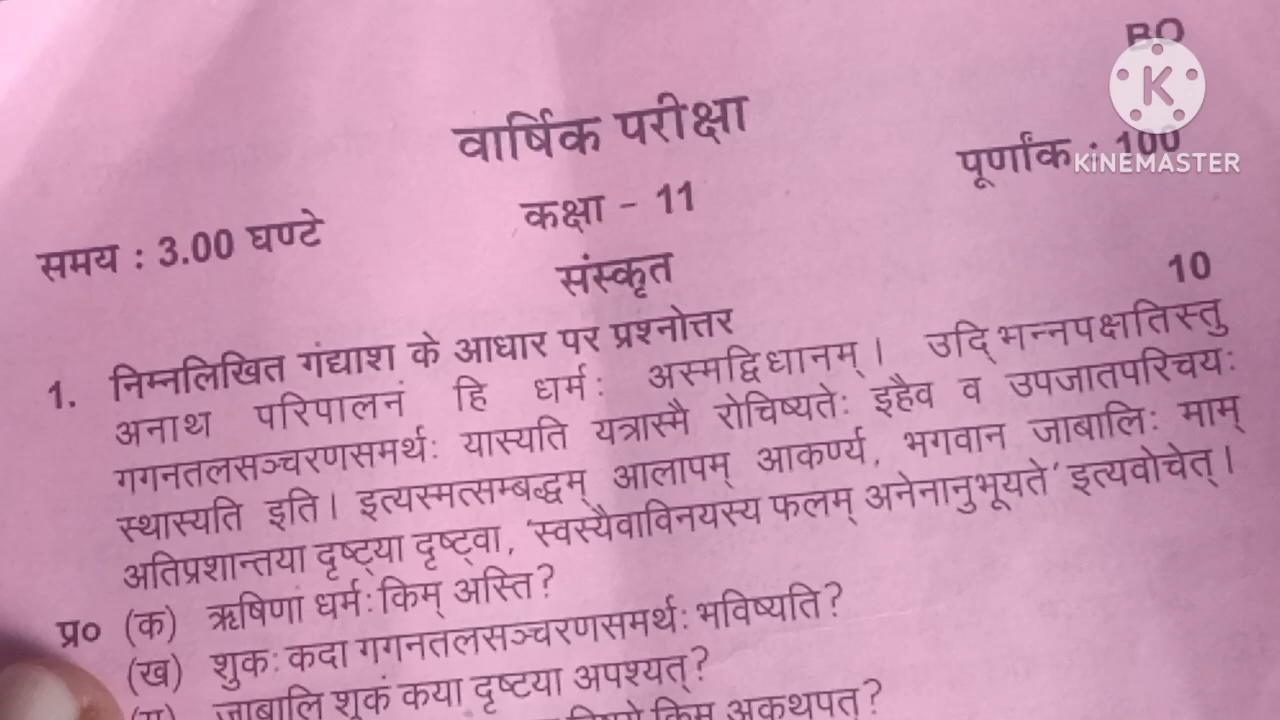 BO
वार्षिक परीक्षा
पूर्णांक : 100
KINEMASTER
कक्षा - 11
समय : 3.00 घण्टे
संस्कृत
10
1. निम्नलिखित गंद्याश के आधार पर प्रश्नोत्तर
अनाथ परिपालनं हि धर्मः अस्मद्विधानम्। उद्भिन्नपक्षतिस्तु
गगनतलसञ्चरणसमर्थः यास्यति यत्रास्मै रोचिष्यतेः इहैव व उपजातपरिचयः
स्थास्यति इति। इत्यस्मत्सम्बद्धम् आलापम् आकर्ण्य, भगवान जाबालिः माम्
अतिप्रशान्तया दृष्ट्या दृष्ट्वा, 'स्वस्यैवाविनयस्य फलम् अनेनानुभूयते' इत्यवोचेत्।
प्र० (क) ऋषिणां धर्मः किम् अस्ति?
(ख) शुकः कदा गगनतलसञ्चरणसमर्थः भविष्यति?
(ग) जाबालि शुकं कया दृष्टया अपश्यत्?
किम् अकथपत्?